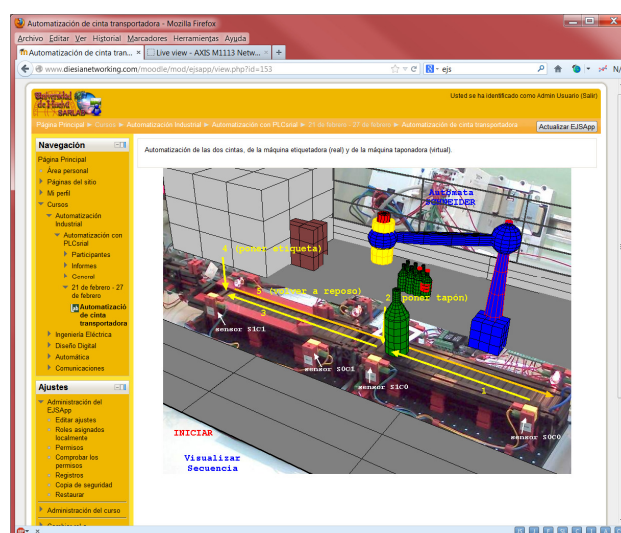 Automatización de cinta transportadora - Mozilla Firefox
Archivo Editar Ver Historial Marcadores Herramientas Ayuda
Automatización de cinta tran... × Live view - AXIS M1113 Netw... × +
www.diesianetworking.com/moodle/mod/ejsapp/view.php?id=153
ejs
Universidad
de Huelva
SARLAB
Usted se ha identificado como Admin Usuario (Salir)
Página Principal ► Cursos ► Automatización Industrial ► Automatización con PLCsrial ► 21 de febrero - 27 de febrero ► Automatización de cinta transportadora
Actualizar EJSApp
Navegación
Página Principal
Área personal
Páginas del sitio
Mi perfil
Cursos
Automatización
Industrial
Automatización con
PLCsrial
Participantes
Informes
General
21 de febrero - 27
de febrero
Automatizació
de cinta
transportadora
Ingeniería Eléctrica
Diseño Digital
Automática
Comunicaciones
Ajustes
Administración del
EJSApp
Editar ajustes
Roles asignados
localmente
Permisos
Comprobar los
permisos
Registros
Copia de seguridad
Restaurar
Administración del curso
Automatización de las dos cintas, de la máquina etiquetadora (real) y de la máquina taponadora (virtual).
Autómata
SCHNEIDER
4 (poner etiqueta)
5 (volver a reposo)
2 (poner tapón)
3
sensor S1C1
sensor S0C1
sensor S1C0
1
sensor S0C0
INICIAR
Visualizar
Secuencia